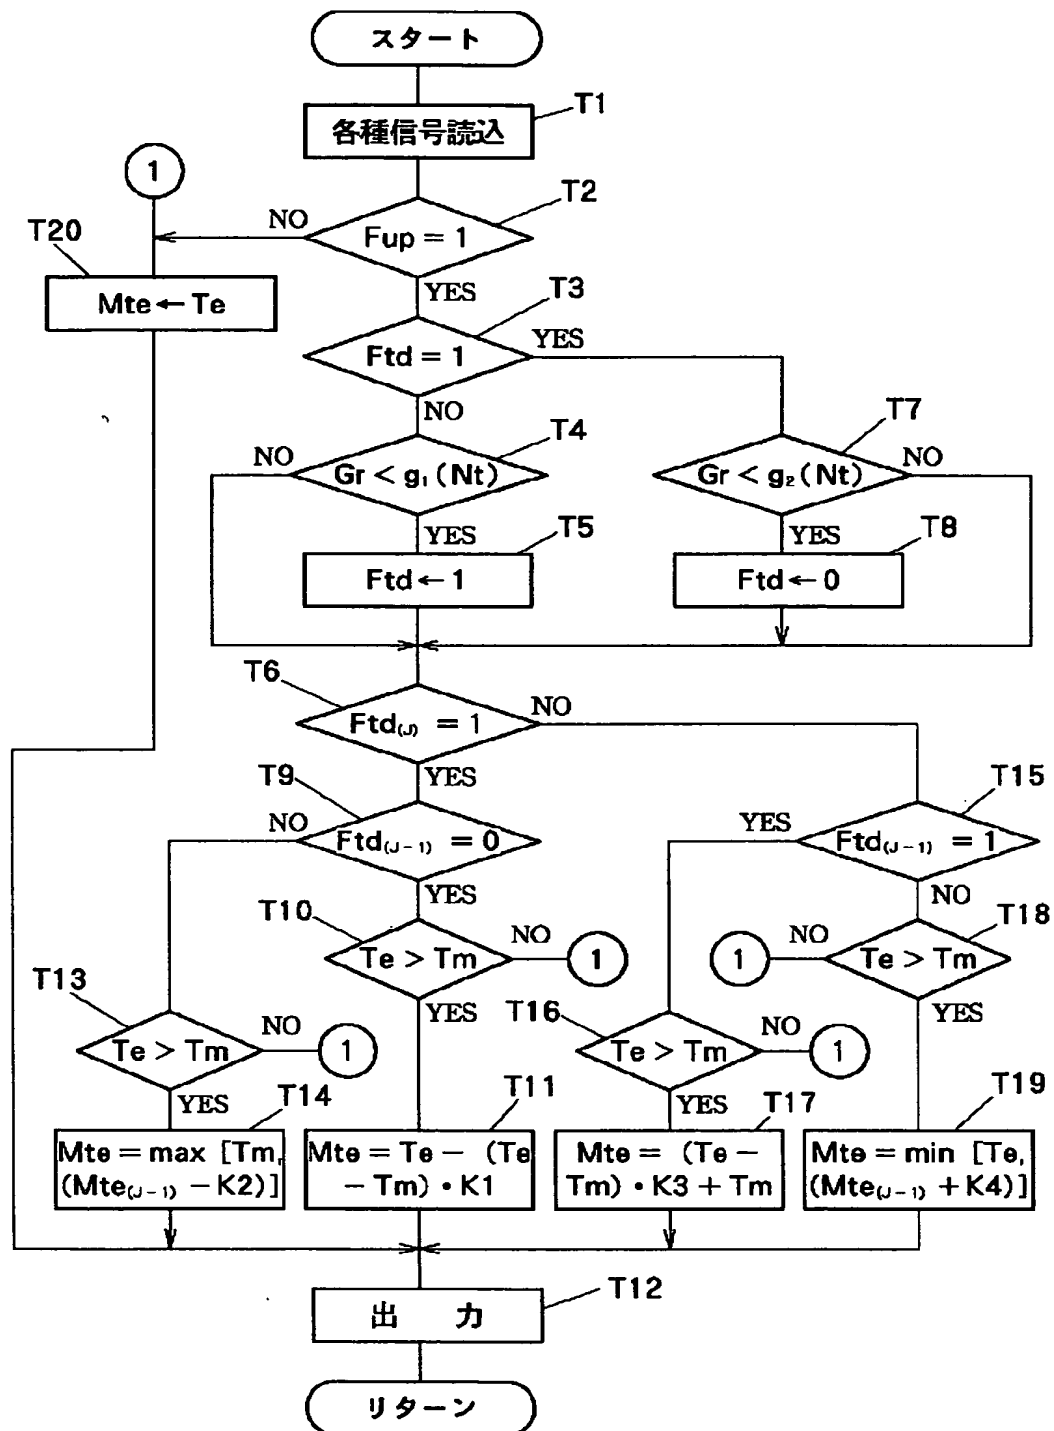 スタート
T1
各種信号読込
1
T2
NO
Fup = 1
T20
YES
Mte ← Te
T3
YES
Ftd = 1
NO
T4
T7
NO
Gr < g₁ (Nt)
Gr < g₂ (Nt)
NO
YES
T5
YES
T8
Ftd ← 1
Ftd ← 0
T6
NO
Ftd₍J₎ = 1
YES
T9
T15
NO
Ftd₍J−1₎ = 0
YES
Ftd₍J−1₎ = 1
YES
NO
T10
T18
Te > Tm
NO
1
1
NO
Te > Tm
T13
YES
T16
YES
Te > Tm
NO
1
Te > Tm
NO
1
YES
T14
T11
YES
T17
T19
Mte = max [Tm,
(Mte₍J−1₎ − K2)]
Mte = Te − (Te
− Tm) • K1
Mte = (Te −
Tm) • K3 + Tm
Mte = min [Te,
(Mte₍J−1₎ + K4)]
T12
出 力
リターン